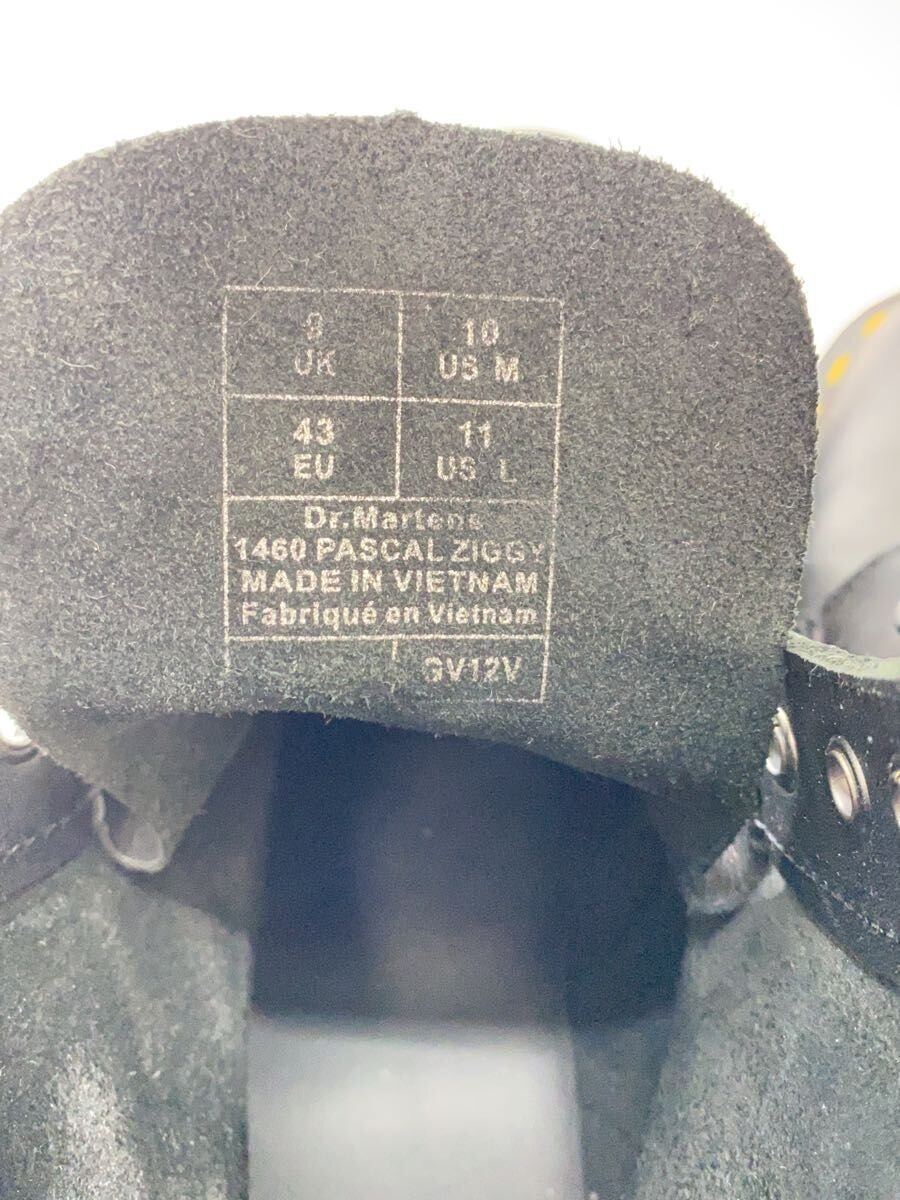 9 10
UK US M
43 11
EU US L
Dr.Martens
1460 PASCAL ZIGGY
MADE IN VIETNAM
Fabriqué en Vietnam
GV12V